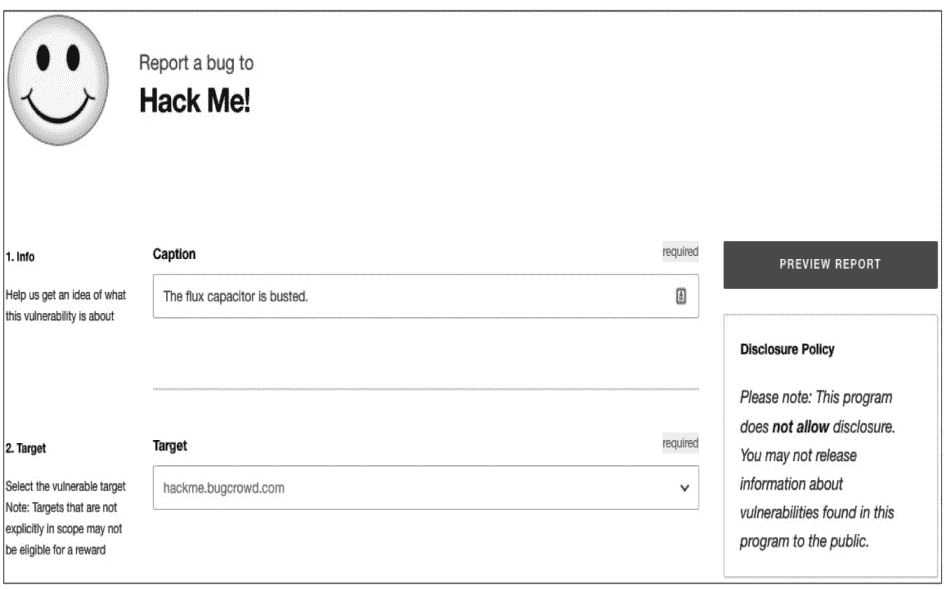 Report a bug to
Hack Me!
1. Info
Help us get an idea of what
this vulnerability is about
Caption
required
The flux capacitor is busted.
2. Target
Select the vulnerable target
Note: Targets that are not
explicitly in scope may not
be eligible for a reward
Target
required
hackme.bugcrowd.com
PREVIEW REPORT
Disclosure Policy
Please note: This program
does not allow disclosure.
You may not release
information about
vulnerabilities found in this
program to the public.